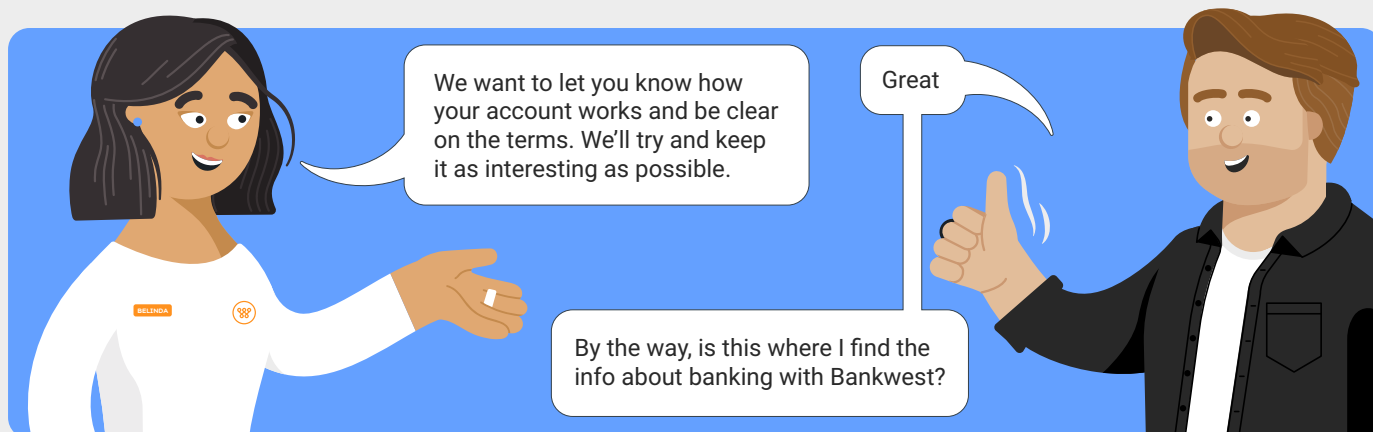 We want to let you know how
your account works and be clear
on the terms. We’ll try and keep
it as interesting as possible.
Great
By the way, is this where I find the
info about banking with Bankwest?
BELINDA